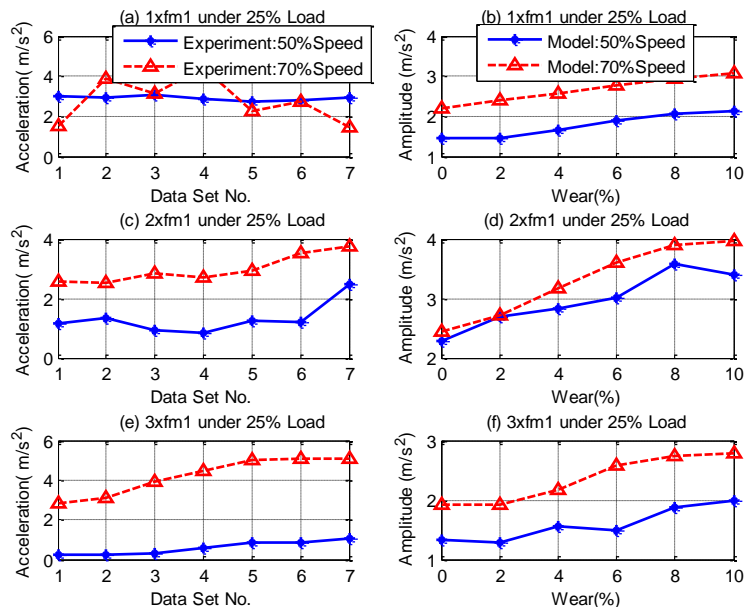 (a) 1xfm1 under 25% Load
Acceleration( m/s²)
6
4
2
0
Experiment:50%Speed
Experiment:70%Speed
1 2 3 4 5 6 7
Data Set No.
(b) 1xfm1 under 25% Load
Amplitude (m/s²)
4
3
2
1
Model:50%Speed
Model:70%Speed
0 2 4 6 8 10
Wear(%)
(c) 2xfm1 under 25% Load
Acceleration( m/s²)
4
2
0
1 2 3 4 5 6 7
Data Set No.
(d) 2xfm1 under 25% Load
Amplitude (m/s²)
4
3
2
0 2 4 6 8 10
Wear(%)
(e) 3xfm1 under 25% Load
Acceleration( m/s²)
6
4
2
0
1 2 3 4 5 6 7
Data Set No.
(f) 3xfm1 under 25% Load
Amplitude (m/s²)
3
2
1
0 2 4 6 8 10
Wear(%)